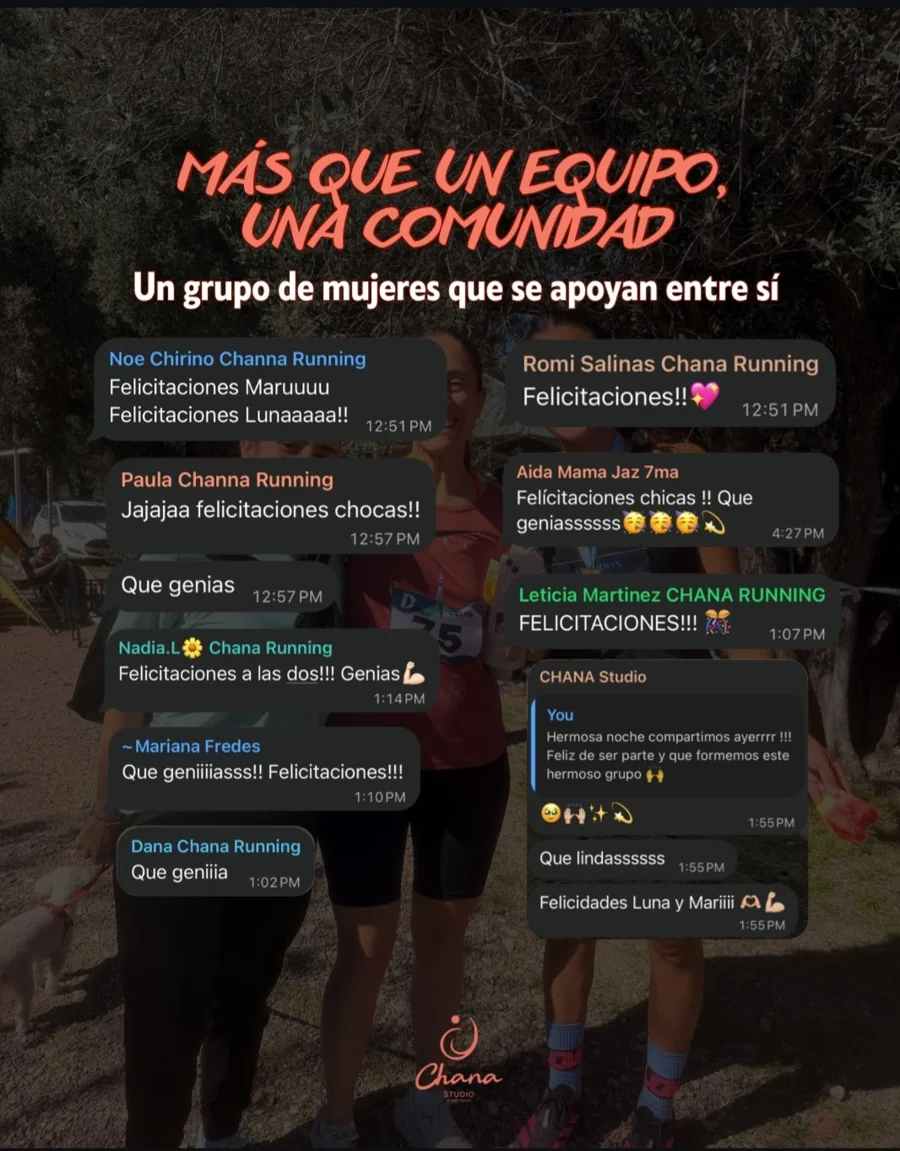 MÁS QUE UN EQUIPO,
UNA COMUNIDAD
Un grupo de mujeres que se apoyan entre sí
Noe Chirino Channa Running
Felicitaciones Maruuuu
Felicitaciones Lunaaaaa!!
12:51 PM
Paula Channa Running
Jajajaa felicitaciones chocas!!
12:57 PM
Que genias
12:57 PM
Nadia.L🌼 Chana Running
Felicitaciones a las dos!!! Genias💪🏻
1:14 PM
~Mariana Fredes
Que geniiiiasss!! Felicitaciones!!!
1:10 PM
Dana Chana Running
Que geniiia
1:02 PM
Romi Salinas Chana Running
Felicitaciones!!💖
12:51 PM
Aida Mama Jaz 7ma
Felícitaciones chicas !! Que
geniassssss🥳🥳🥳💫
4:27 PM
Leticia Martinez CHANA RUNNING
FELICITACIONES!!! 🎊
1:07 PM
CHANA Studio
You
Hermosa noche compartimos ayerrrr !!!
Feliz de ser parte y que formemos este
hermoso grupo 🙌
🥹🙌🏻✨💫
1:55 PM
Que lindassssss
1:55 PM
Felicidades Luna y Mariiii 🫶🏻💪🏻
1:55 PM
75
Chana
STUDIO